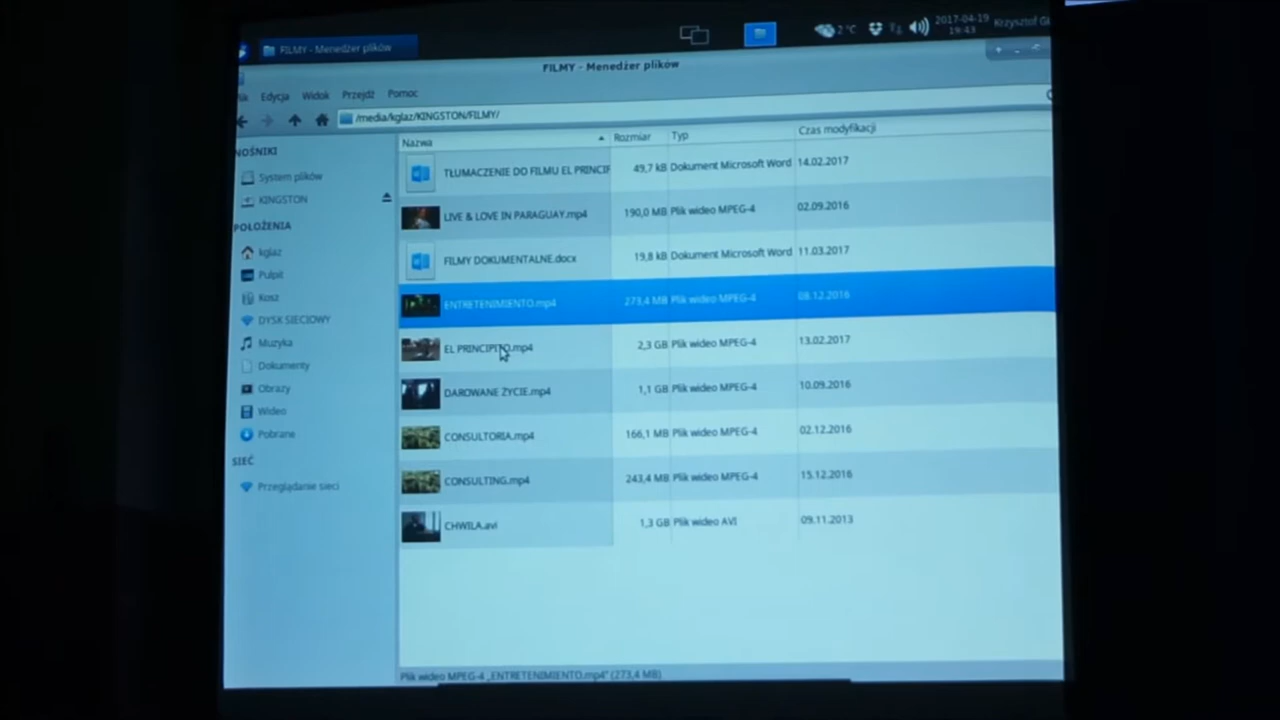 FILMY - Menedżer plików
2 °C
2017-04-19
19:43
Krzysztof
FILMY - Menedżer plików
Edycja Widok Przejdź Pomoc
/media/kglaz/KINGSTON/FILMY/
NOŚNIKI
System plików
KINGSTON
POŁOŻENIA
kglaz
Pulpit
Kosz
DYSK SIECIOWY
Muzyka
Dokumenty
Obrazy
Wideo
Pobrane
SIEĆ
Przeglądanie sieci
Nazwa Rozmiar Typ Czas modyfikacji
TŁUMACZENIE DO FILMU EL PRINCIP 49,7 kB Dokument Microsoft Word 14.02.2017
LIVE & LOVE IN PARAGUAY.mp4 190,0 MB Plik wideo MPEG-4 02.09.2016
FILMY DOKUMENTALNE.docx 19,8 kB Dokument Microsoft Word 11.03.2017
ENTRETENIMIENTO.mp4 273,4 MB Plik wideo MPEG-4 08.12.2016
EL PRINCIPITO.mp4 2,3 GB Plik wideo MPEG-4 13.02.2017
DAROWANE ŻYCIE.mp4 1,1 GB Plik wideo MPEG-4 10.09.2016
CONSULTORIA.mp4 166,1 MB Plik wideo MPEG-4 02.12.2016
CONSULTING.mp4 243,4 MB Plik wideo MPEG-4 15.12.2016
CHWILA.avi 1,3 GB Plik wideo AVI 09.11.2013
Plik wideo MPEG-4 „ENTRETENIMIENTO.mp4” (273,4 MB)